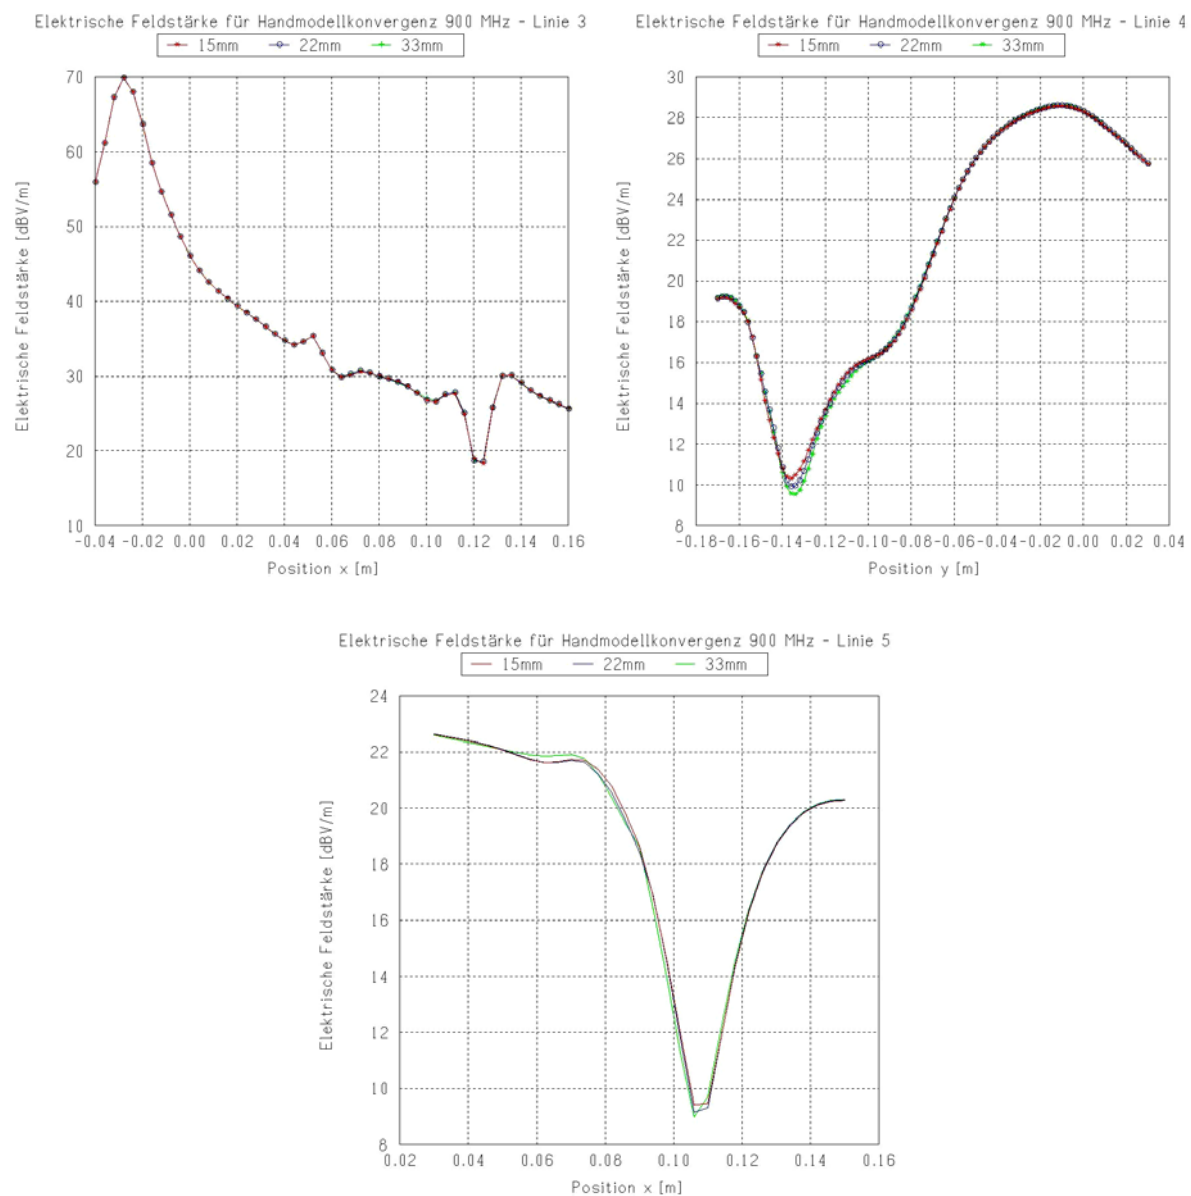 Elektrische Feldstärke für Handmodellkonvergenz 900 MHz - Linie 3
15mm 22mm 33mm
70
60
50
40
30
20
10
Elektrische Feldstärke [dBV/m]
-0.04 -0.02 0.00 0.02 0.04 0.06 0.08 0.10 0.12 0.14 0.16
Position x [m]
Elektrische Feldstärke für Handmodellkonvergenz 900 MHz - Linie 4
15mm 22mm 33mm
30
28
26
24
22
20
18
16
14
12
10
8
Elektrische Feldstärke [dBV/m]
-0.18 -0.16 -0.14 -0.12 -0.10 -0.08 -0.06 -0.04 -0.02 0.00 0.02 0.04
Position y [m]
Elektrische Feldstärke für Handmodellkonvergenz 900 MHz - Linie 5
15mm 22mm 33mm
24
22
20
18
16
14
12
10
8
Elektrische Feldstärke [dBV/m]
0.02 0.04 0.06 0.08 0.10 0.12 0.14 0.16
Position x [m]